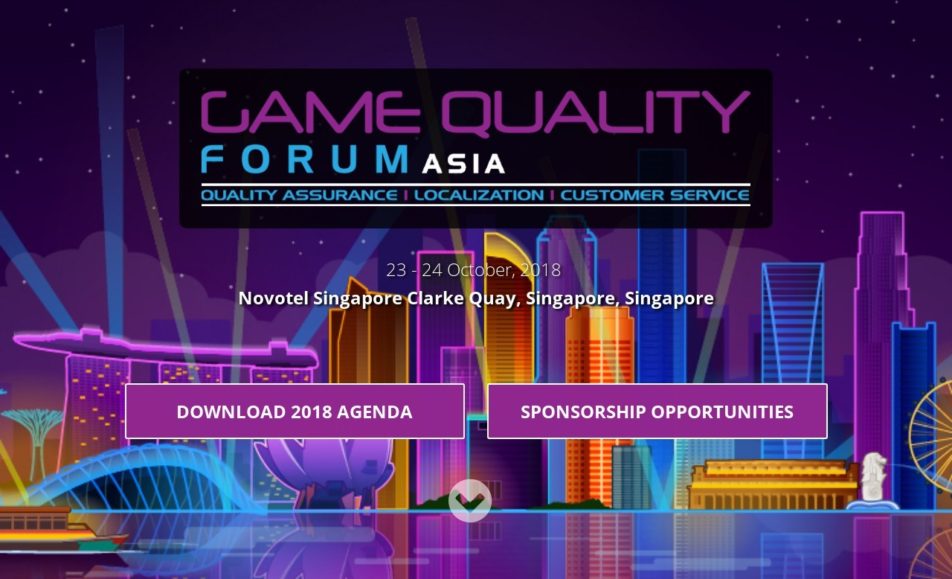 GAME QUALITY
FORUM ASIA
QUALITY ASSURANCE | LOCALIZATION | CUSTOMER SERVICE
23 - 24 October, 2018
Novotel Singapore Clarke Quay, Singapore, Singapore
DOWNLOAD 2018 AGENDA
SPONSORSHIP OPPORTUNITIES